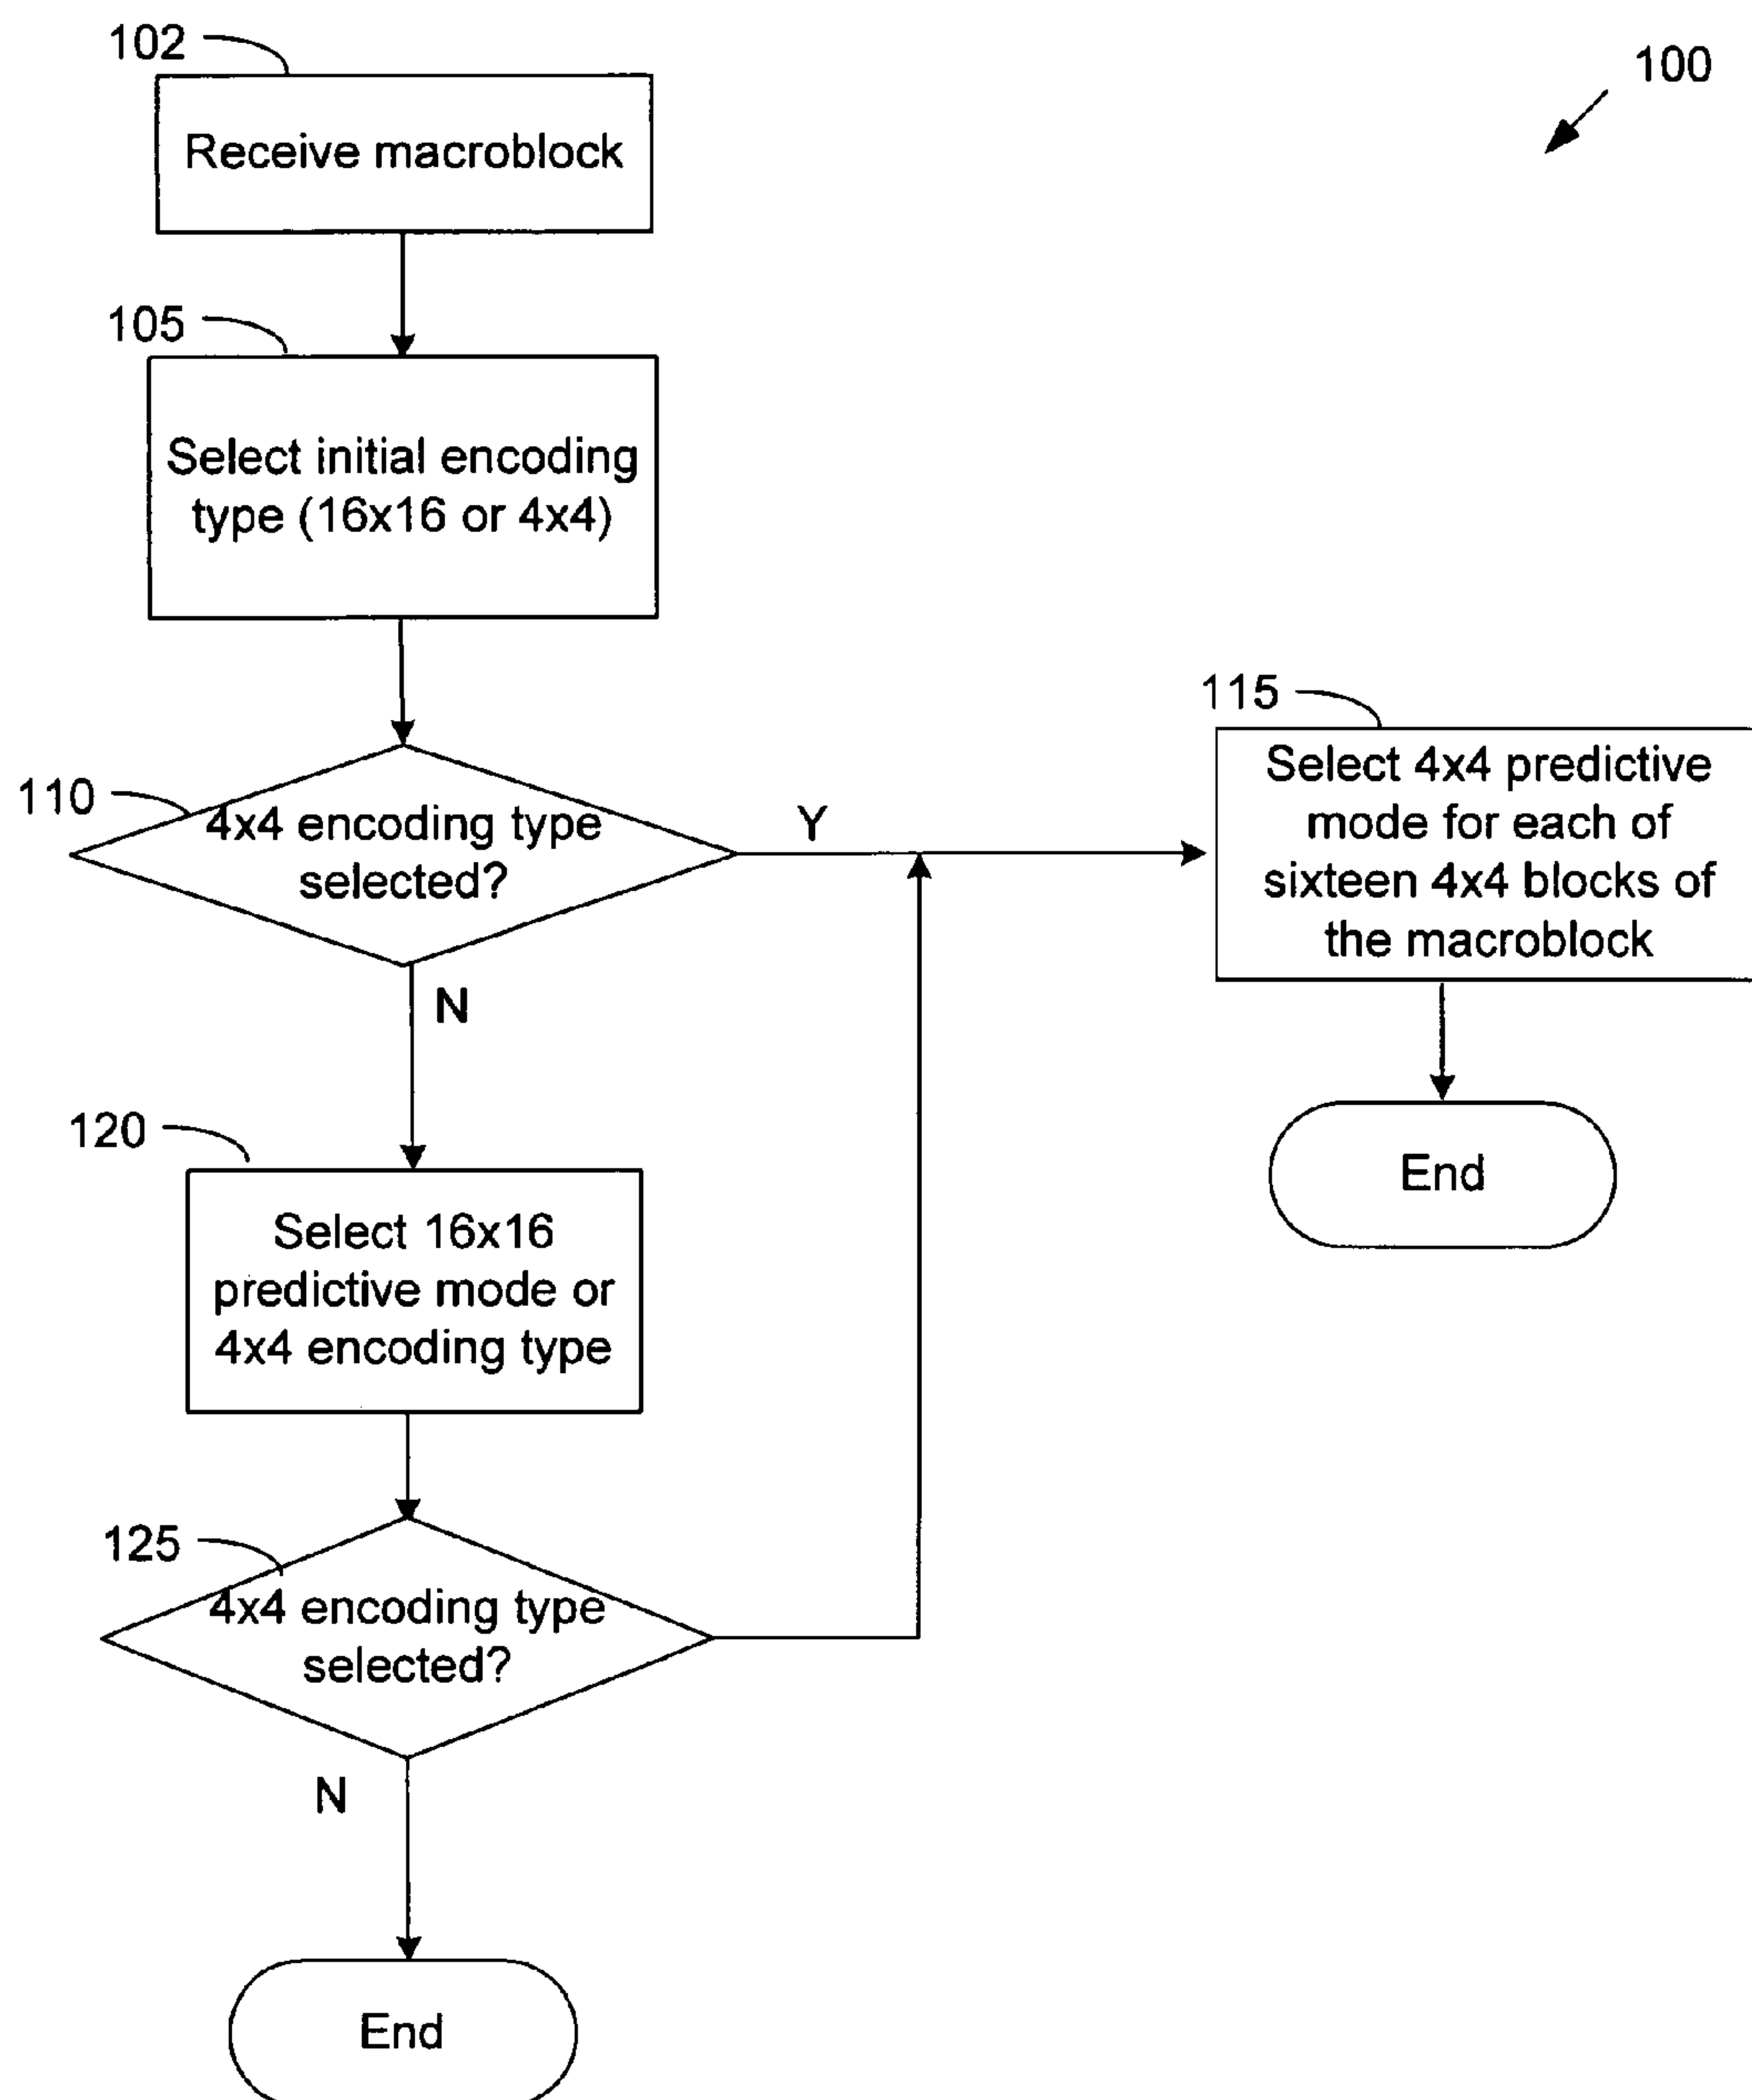 102
100
Receive macroblock
105
Select initial encoding
type (16x16 or 4x4)
110
4x4 encoding type
selected?
Y
N
115
Select 4x4 predictive
mode for each of
sixteen 4x4 blocks of
the macroblock
End
120
Select 16x16
predictive mode or
4x4 encoding type
125
4x4 encoding type
selected?
N
End